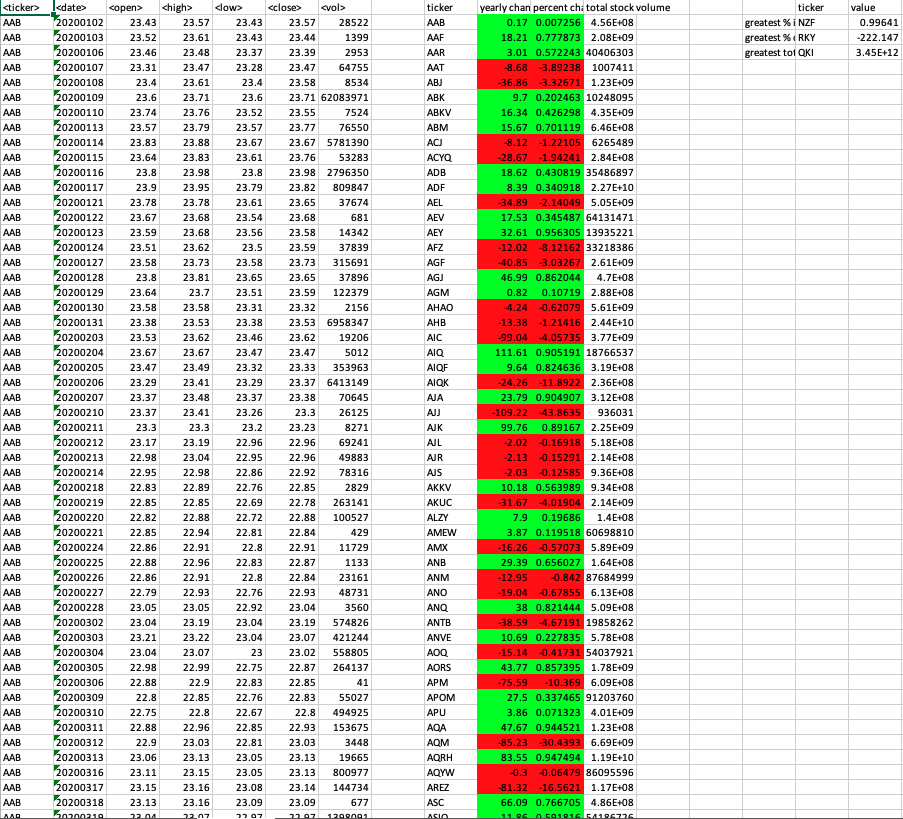 <ticker> <date> <open> <high> <low> <close> <vol> ticker yearly chan percent cha total stock volume ticker value
AAB 20200102 23.43 23.57 23.43 23.57 28522 AAB 0.17 0.007256 4.56E+08 greatest % i NZF 0.99641
AAB 20200103 23.52 23.61 23.43 23.44 1399 AAF 18.21 0.777873 2.08E+09 greatest % RKY -222.147
AAB 20200106 23.46 23.48 23.37 23.39 2953 AAR 3.01 0.572243 40406303 greatest tot QKI 3.45E+12
AAB 20200107 23.31 23.47 23.28 23.47 64755 AAT -8.68 -3.89238 1007411
AAB 20200108 23.4 23.61 23.4 23.58 8534 ABJ -36.86 -3.32671 1.23E+09
AAB 20200109 23.6 23.71 23.6 23.71 62083971 ABK 9.7 0.202463 10248095
AAB 20200110 23.74 23.76 23.52 23.55 7524 ABKV 16.34 0.426298 4.35E+09
AAB 20200113 23.57 23.79 23.57 23.77 76550 ABM 15.67 0.701119 6.46E+08
AAB 20200114 23.83 23.88 23.67 23.67 5781390 ACJ -8.12 -1.22105 6265489
AAB 20200115 23.64 23.83 23.61 23.76 53283 ACYQ -28.67 -1.94241 2.84E+08
AAB 20200116 23.8 23.98 23.8 23.98 2796350 ADB 18.62 0.430819 35486897
AAB 20200117 23.9 23.95 23.79 23.82 809847 ADF 8.39 0.340918 2.27E+10
AAB 20200121 23.78 23.78 23.61 23.65 37674 AEL -34.89 -2.14049 5.05E+09
AAB 20200122 23.67 23.68 23.54 23.68 681 AEV 17.53 0.345487 64131471
AAB 20200123 23.59 23.68 23.56 23.58 14342 AEY 32.61 0.956305 13935221
AAB 20200124 23.51 23.62 23.5 23.59 37839 AFZ -12.02 -8.12162 33218386
AAB 20200127 23.58 23.73 23.58 23.73 315691 AGF -40.85 -3.03267 2.61E+09
AAB 20200128 23.8 23.81 23.65 23.65 37896 AGJ 46.99 0.862044 4.7E+08
AAB 20200129 23.64 23.7 23.51 23.59 122379 AGM 0.82 0.10719 2.88E+08
AAB 20200130 23.58 23.58 23.31 23.32 2156 AHAO -4.24 -0.62079 5.61E+09
AAB 20200131 23.38 23.53 23.38 23.53 6958347 AHB -13.38 -1.21416 2.44E+10
AAB 20200203 23.53 23.62 23.46 23.62 19206 AIC -99.04 -4.05735 3.77E+09
AAB 20200204 23.67 23.67 23.47 23.47 5012 AIQ 111.61 0.905191 18766537
AAB 20200205 23.47 23.49 23.32 23.33 353963 AIQF 9.64 0.824636 3.19E+09
AAB 20200206 23.29 23.41 23.29 23.37 6413149 AIQK -24.26 -11.8922 2.36E+08
AAB 20200207 23.37 23.48 23.37 23.38 70645 AJA 23.79 0.904907 3.12E+08
AAB 20200210 23.37 23.41 23.26 23.3 26125 AJJ -109.22 -43.8635 936031
AAB 20200211 23.3 23.3 23.2 23.23 8271 AJK 99.76 0.89167 2.25E+09
AAB 20200212 23.17 23.19 22.96 22.96 69241 AJL -2.02 -0.16918 5.18E+08
AAB 20200213 22.98 23.04 22.95 22.96 49883 AJR -2.13 -0.15291 2.14E+08
AAB 20200214 22.95 22.98 22.86 22.92 78316 AJS -2.03 -0.12585 9.36E+08
AAB 20200218 22.83 22.89 22.76 22.85 2829 AKKV 10.18 0.563989 9.34E+08
AAB 20200219 22.85 22.85 22.69 22.78 263141 AKUC -31.67 -4.01904 2.14E+09
AAB 20200220 22.82 22.88 22.72 22.88 100527 ALZY 7.9 0.19686 1.4E+08
AAB 20200221 22.85 22.94 22.81 22.84 429 AMEW 3.87 0.119518 60698810
AAB 20200224 22.86 22.91 22.8 22.91 11729 AMX -16.26 -0.57073 5.89E+09
AAB 20200225 22.88 22.96 22.83 22.87 1133 ANB 29.39 0.656027 1.64E+08
AAB 20200226 22.86 22.91 22.8 22.84 23161 ANM -12.95 -0.842 87684999
AAB 20200227 22.79 22.93 22.76 22.93 48731 ANO -19.04 -0.67855 6.13E+08
AAB 20200228 23.05 23.05 22.92 23.04 3560 ANQ 38 0.821444 5.09E+08
AAB 20200302 23.04 23.19 23.04 23.19 574826 ANTB -38.59 -4.67191 19858262
AAB 20200303 23.21 23.22 23.04 23.07 421244 ANVE 10.69 0.227835 5.78E+08
AAB 20200304 23.04 23.07 23 23.02 558805 AOQ -15.14 -0.41731 54037921
AAB 20200305 22.98 22.99 22.75 22.87 264137 AORS 43.77 0.857395 1.78E+09
AAB 20200306 22.88 22.9 22.83 22.85 41 APM -75.59 -10.369 6.09E+08
AAB 20200309 22.8 22.85 22.76 22.83 55027 APOM 27.5 0.337465 91203760
AAB 20200310 22.75 22.8 22.67 22.8 494925 APU 3.86 0.071323 4.01E+09
AAB 20200311 22.88 22.96 22.85 22.93 153675 AQA 47.67 0.944521 1.23E+08
AAB 20200312 22.9 23.03 22.81 23.03 3448 AQM -85.23 -30.4393 6.69E+09
AAB 20200313 23.06 23.13 23.05 23.13 19665 AQRH 83.55 0.947494 1.19E+10
AAB 20200316 23.11 23.15 23.05 23.13 800977 AQYW -0.3 -0.06479 86095596
AAB 20200317 23.15 23.16 23.08 23.14 144734 AREZ -81.32 -16.5621 1.17E+08
AAB 20200318 23.13 23.16 23.09 23.09 677 ASC 66.09 0.766705 4.86E+08
AAB 20200319 23.04 23.07 22.97 22.97 1398091 ASIO 11.86 0.591816 54186726